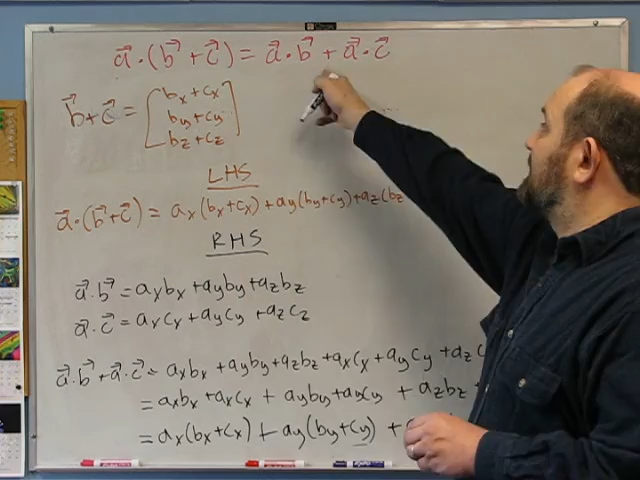 a⃗·(b⃗+c⃗)=a⃗·b⃗+a⃗·c⃗
b⃗+c⃗=[bx+cx
by+cy
bz+cz]
LHS
a⃗·(b⃗+c⃗)=ax(bx+cx)+ay(by+cy)+az(bz
RHS
a⃗·b⃗=axbx+ayby+azbz
a⃗·c⃗=axcx+aycy+azcz
a⃗·b⃗+a⃗·c⃗=axbx+ayby+azbz+axcx+aycy+azc
=axbx+axcx+ayby+aycy+azbz
=ax(bx+cx)+ay(by+cy)+